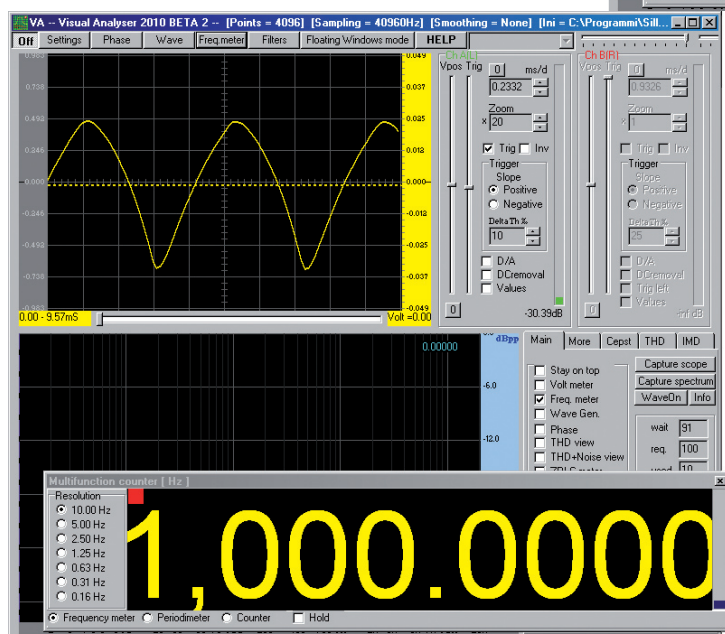 VA -- Visual Analyser 2010 BETA 2 -- [Points = 4096] [Sampling = 40960Hz] [Smoothing = None] [Ini = C:\Programmi\Sill...
Off Settings Phase Wave Freq.meter Filters Floating Windows mode HELP
Ch A(L)
Vpos Trig 0 ms/d
0.2332
Zoom
x 20
Trig Inv
Trigger
Slope
Positive
Negative
DeltaTh %
10
D/A
DCremoval
Values
0 -30.39dB
Ch B(R)
Vpos Trig 0 ms/d
0.9326
Zoom
x 1
Trig Inv
Trigger
Slope
Positive
Negative
DeltaTh %
25
D/A
DCremoval
Trig left
Values
0 -inf dB
0.983 0.049
0.738 0.037
0.492 0.025
0.246 0.012
0.000 0.000
-0.246 -0.012
-0.492 -0.025
-0.738 -0.037
-0.983 -0.049
0.00 - 9.57mS Volt =0.00
0.00000 dBpp
-6.0
-12.0
Main More Cepst THD IMD
Stay on top
Volt meter
Freq. meter
Wave Gen.
Phase
THD view
THD+Noise view
Capture scope
Capture spectrum
WaveOn Info
wait 91
req. 100
used 10
Multifunction counter [ Hz ]
Resolution
10.00 Hz
5.00 Hz
2.50 Hz
1.25 Hz
0.63 Hz
0.31 Hz
0.16 Hz
1,000.0000
Frequency meter Periodimeter Counter Hold